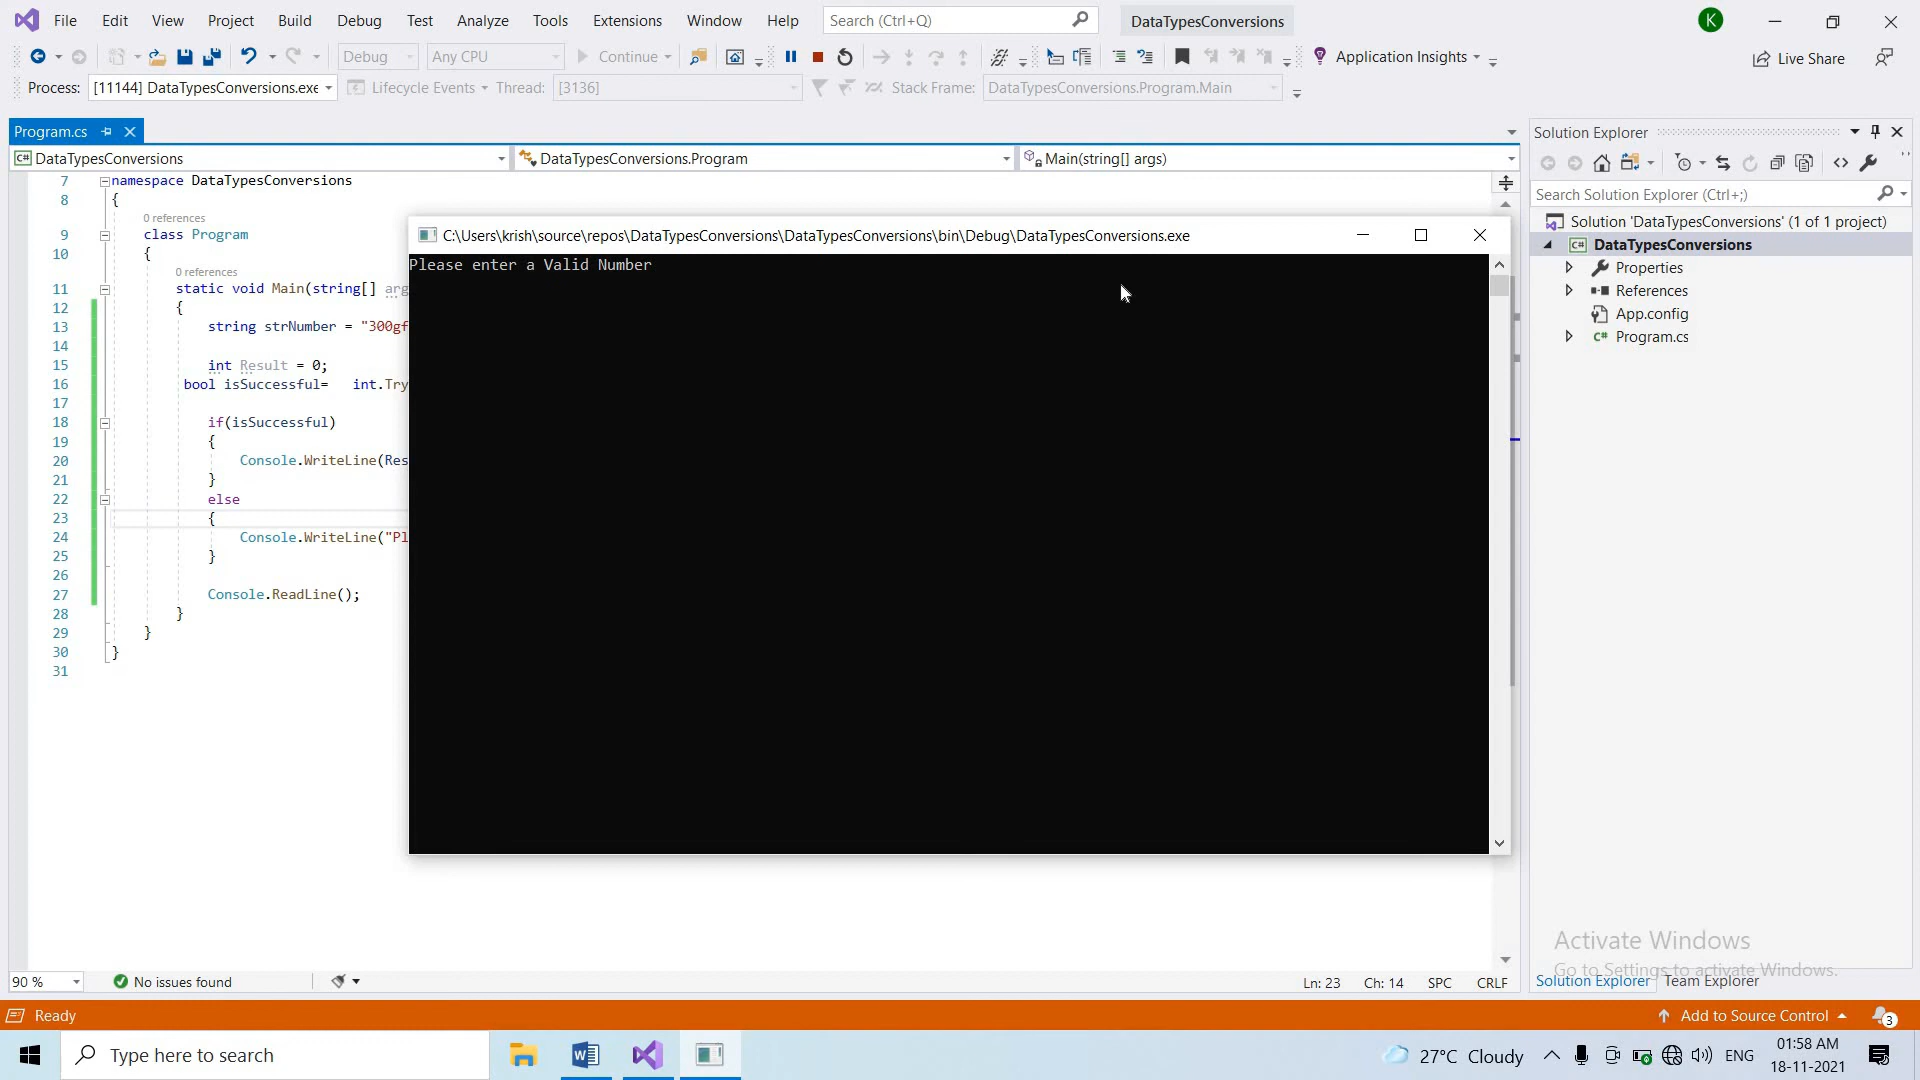 File Edit View Project Build Debug Test Analyze Tools Extensions Window Help Search (Ctrl+Q) DataTypesConversions K
Debug Any CPU Continue Application Insights Live Share
Process: [11144] DataTypesConversions.exe Lifecycle Events Thread: [3136] Stack Frame: DataTypesConversions.Program.Main
Program.cs
C# DataTypesConversions DataTypesConversions.Program Main(string[] args)
7 namespace DataTypesConversions
8 {
0 references
9 class Program
10 {
0 references
11 static void Main(string[] arg
12 {
13 string strNumber = "300gf
14
15 int Result = 0;
16 bool isSuccessful= int.Try
17
18 if(isSuccessful)
19 {
20 Console.WriteLine(Res
21 }
22 else
23 {
24 Console.WriteLine("Pl
25 }
26
27 Console.ReadLine();
28 }
29 }
30 }
31
C:\Users\krish\source\repos\DataTypesConversions\DataTypesConversions\bin\Debug\DataTypesConversions.exe
Please enter a Valid Number
Solution Explorer
Search Solution Explorer (Ctrl+;)
Solution 'DataTypesConversions' (1 of 1 project)
C# DataTypesConversions
Properties
References
App.config
C# Program.cs
Activate Windows
Go to Settings to activate Windows.
Solution Explorer Team Explorer
90 % No issues found Ln: 23 Ch: 14 SPC CRLF
Ready Add to Source Control 3
Type here to search 27°C Cloudy ENG 01:58 AM
18-11-2021